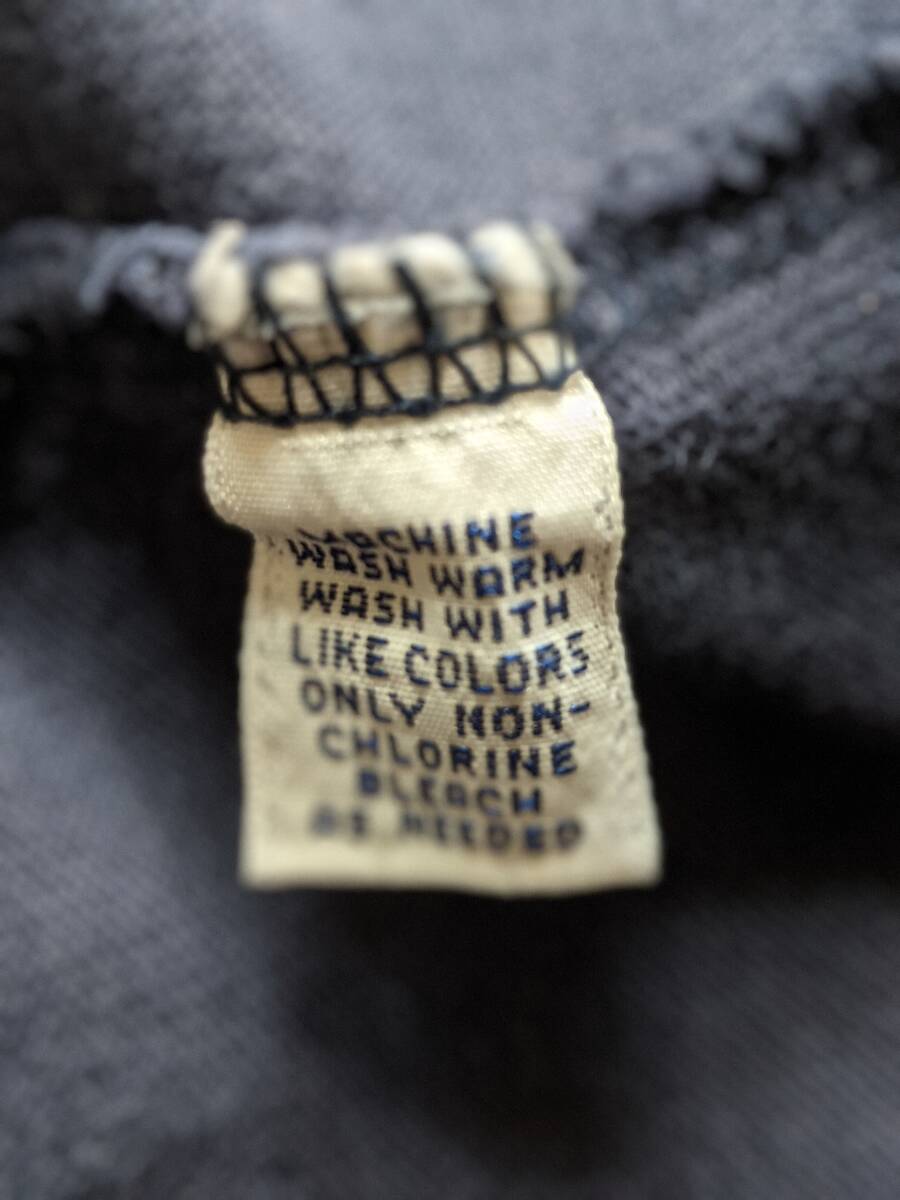 MACHINE
WASH WARM
WASH WITH
LIKE COLORS
ONLY NON-
CHLORINE
BLEACH
AS NEEDED